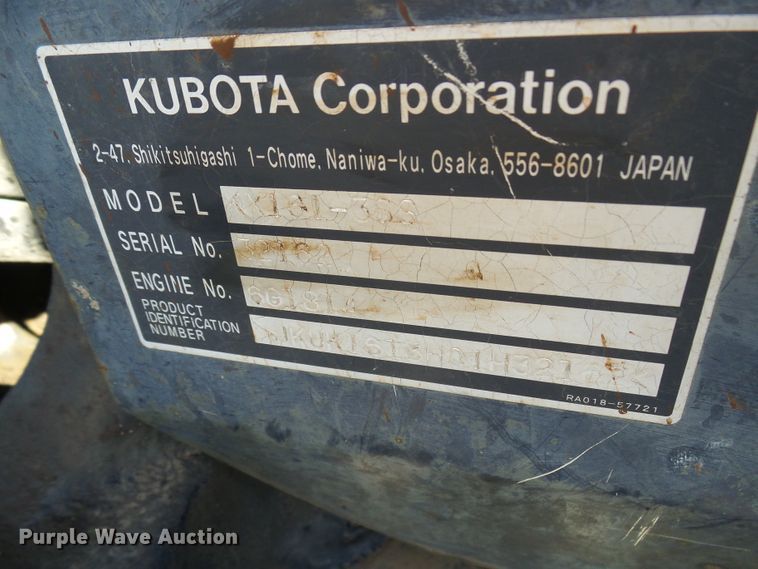 KUBOTA Corporation
2-47, Shikitsuhigashi 1-Chome, Naniwa-ku, Osaka, 556-8601 JAPAN
MODEL
SERIAL No.
ENGINE No.
PRODUCT
IDENTIFICATION
NUMBER
RA018-57721
Purple Wave Auction